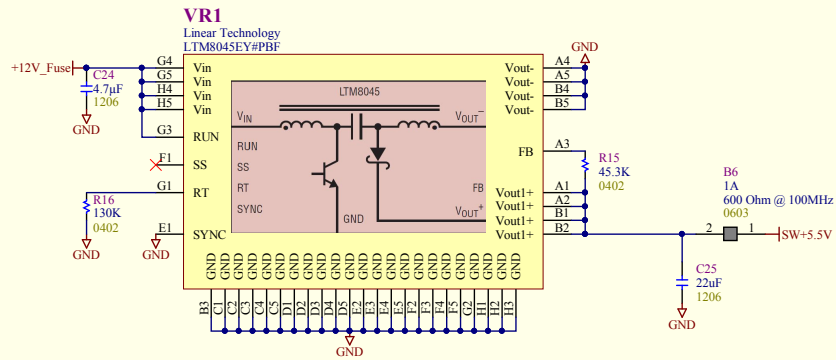 VR1
Linear Technology
LTM8045EY#PBF
+12V_Fuse
C24
4.7µF
1206
GND
G4
G5
H4
H5
G3
F1
G1
E1
R16
130K
0402
GND
GND
Vin
Vin
Vin
Vin
RUN
SS
RT
SYNC
LTM8045
VIN
RUN
SS
RT
SYNC
GND
VOUT−
FB
VOUT+
Vout-
Vout-
Vout-
Vout-
FB
Vout1+
Vout1+
Vout1+
Vout1+
A4
A5
B4
B5
A3
A1
A2
B1
B2
GND
R15
45.3K
0402
B6
1A
600 Ohm @ 100MHz
0603
2
1
SW+5.5V
C25
22uF
1206
GND
GND GND GND GND GND GND GND GND GND GND GND GND GND GND GND GND GND GND GND GND GND GND GND
B3 C1 C2 C3 C4 C5 D1 D2 D3 D4 D5 E2 E3 E4 E5 F2 F3 F4 F5 G2 H1 H2 H3
GND